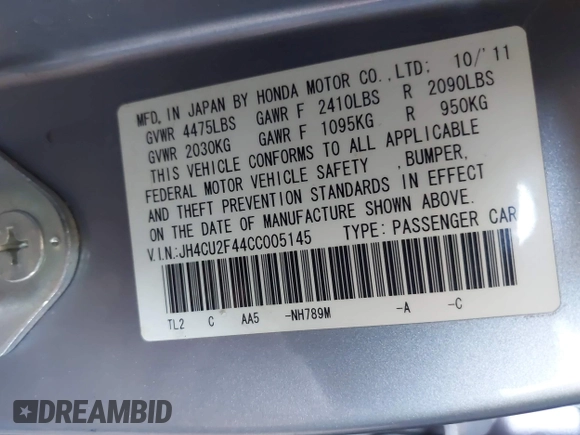 MFD. IN JAPAN BY HONDA MOTOR CO.,LTD; 10/'11
GVWR 4475LBS GAWR F 2410LBS R 2090LBS
GVWR 2030KG GAWR F 1095KG R 950KG
THIS VEHICLE CONFORMS TO ALL APPLICABLE
FEDERAL MOTOR VEHICLE SAFETY ,BUMPER,
AND THEFT PREVENTION STANDARDS IN EFFECT
ON THE DATE OF MANUFACTURE SHOWN ABOVE.
V.I.N.:JH4CU2F44CC005145 TYPE: PASSENGER CAR
TL2 C AA5 -NH789M -A -C
DREAMBID